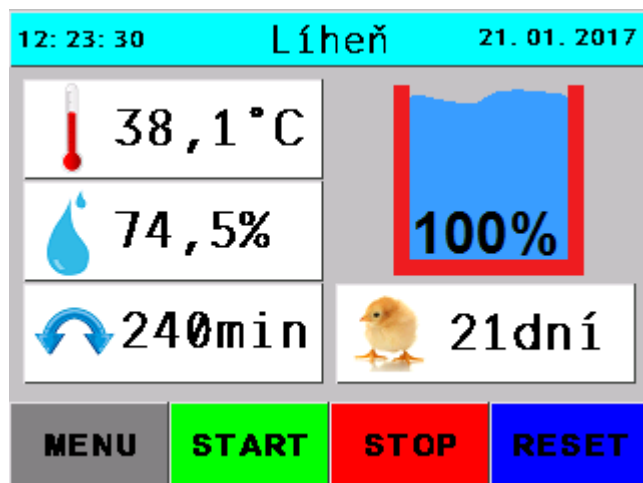 12: 23: 30
Líheň
21. 01. 2017
38,1°C
74,5%
100%
240min
21dní
MENU
START
STOP
RESET